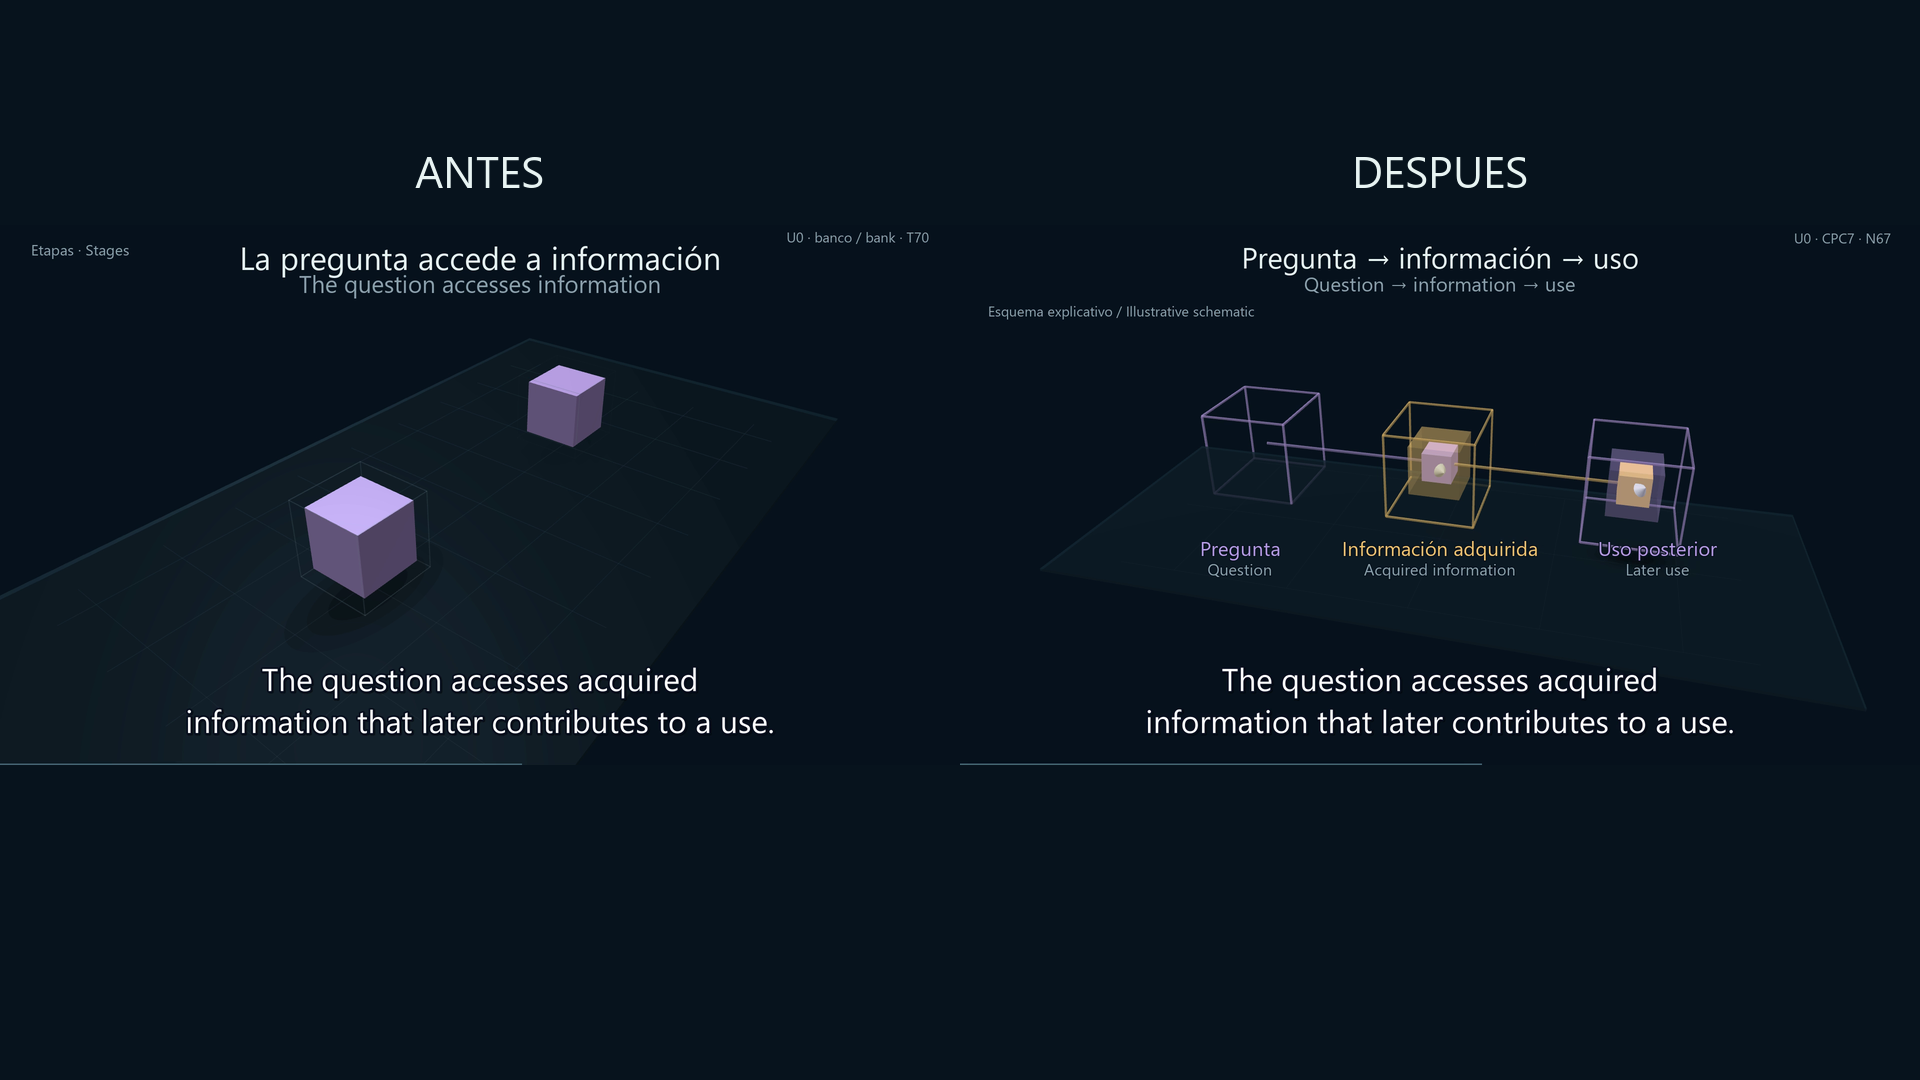 ANTES
Etapas · Stages
U0 · banco / bank · T70
La pregunta accede a información
The question accesses information
The question accesses acquired
information that later contributes to a use.
DESPUES
U0 · CPC7 · N67
Pregunta → información → uso
Question → information → use
Esquema explicativo / Illustrative schematic
Pregunta
Question
Información adquirida
Acquired information
Uso posterior
Later use
The question accesses acquired
information that later contributes to a use.